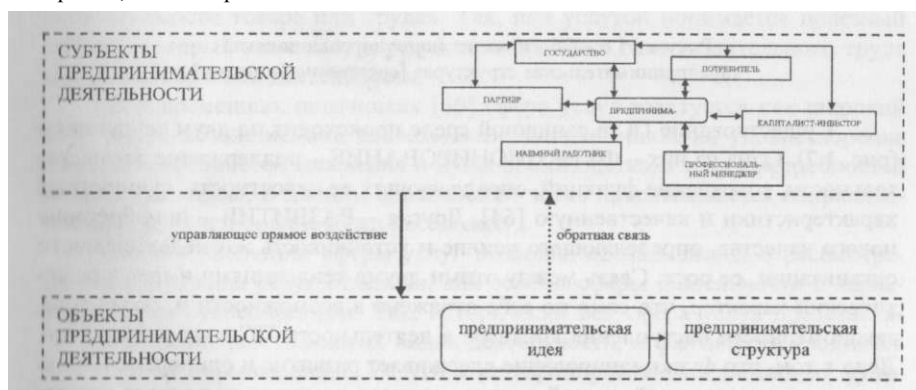 СУБЪЕКТЫ
ПРЕДПРИНИМАТЕЛЬСКОЙ
ДЕЯТЕЛЬНОСТИ
ГОСУДАРСТВО
ПОТРЕБИТЕЛЬ
ПАРТНЕР
ПРЕДПРИНИМАТЕЛЬ
КАПИТАЛИСТ-ИНВЕСТОР
НАЕМНЫЙ РАБОТНИК
ПРОФЕССИОНАЛЬ-
НЫЙ МЕНЕДЖЕР
управляющее прямое воздействие
обратная связь
ОБЪЕКТЫ
ПРЕДПРИНИМАТЕЛЬСКОЙ
ДЕЯТЕЛЬНОСТИ
предпринимательская
идея
предпринимательская
структура